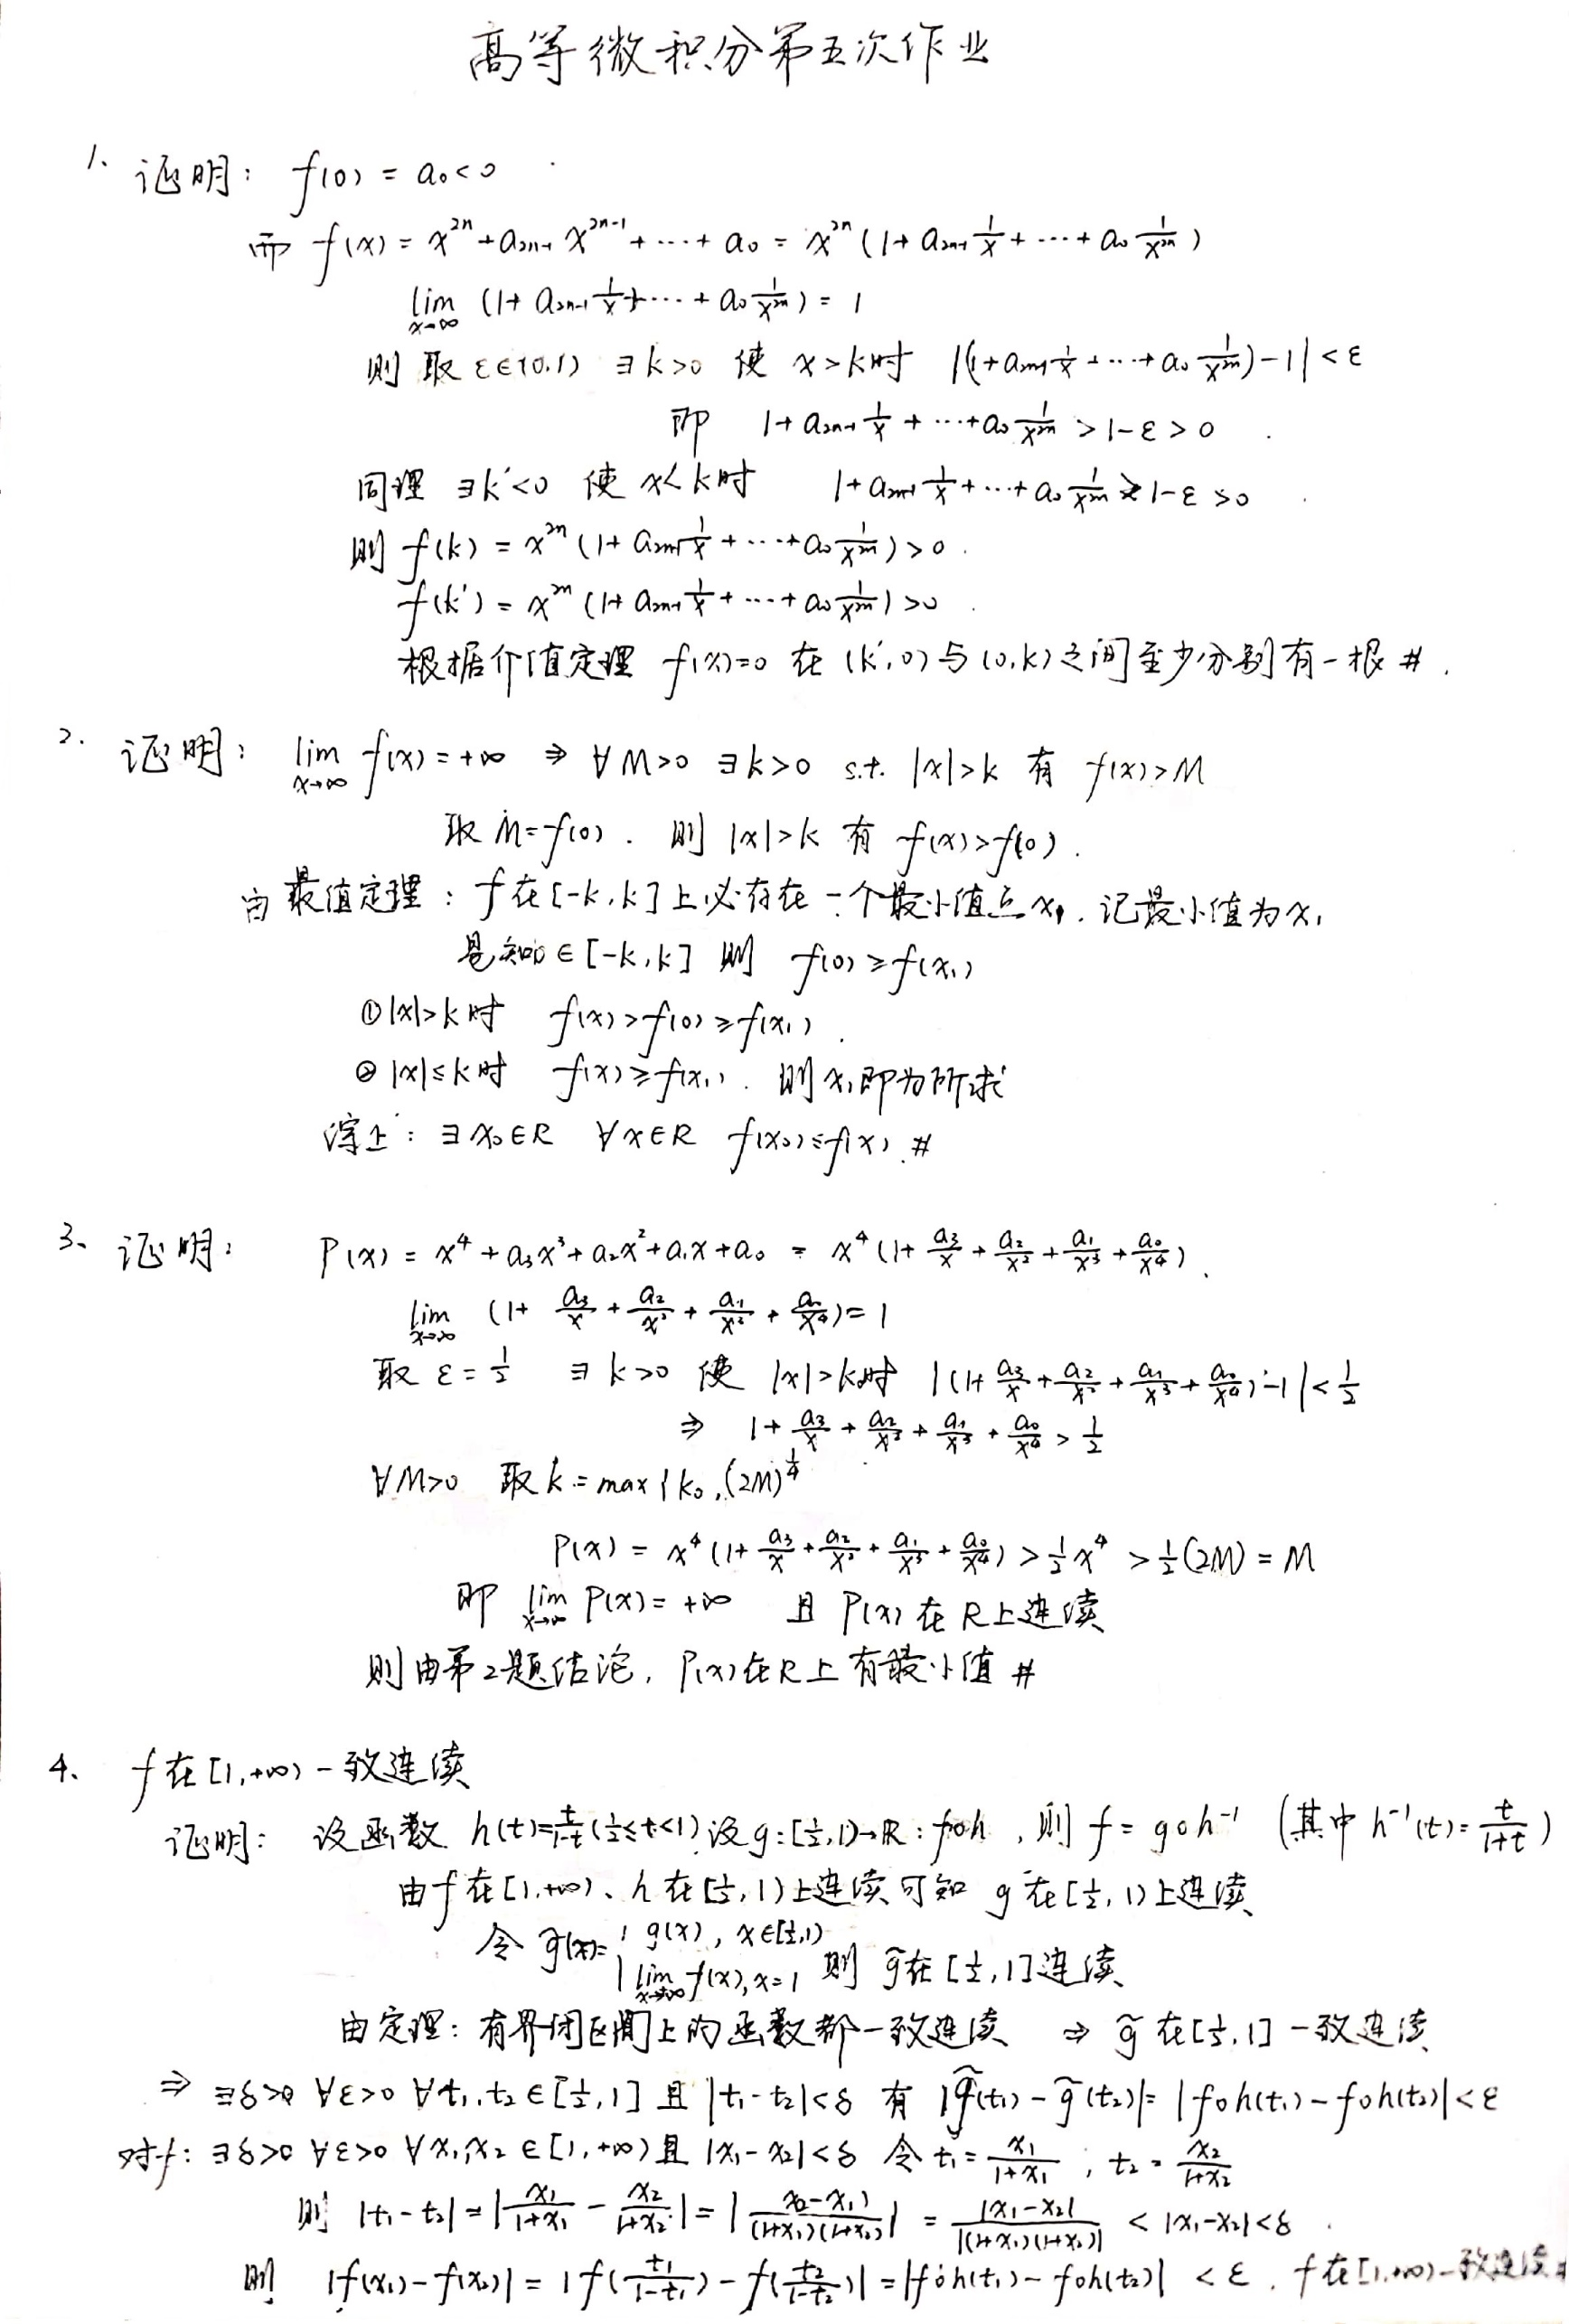 高等微积分第五次作业
1、证明： f(0) = a₀ < 0
而 f(x) = x²ⁿ + a₂ₙ₋₁ x²ⁿ⁻¹ + ⋯ + a₀ = x²ⁿ (1 + a₂ₙ₋₁ 1/x + ⋯ + a₀ 1/x²ⁿ)
lim x→∞ (1 + a₂ₙ₋₁ 1/x + ⋯ + a₀ 1/x²ⁿ) = 1
则 取 ε∈(0,1) ∃k>0 使 x>k时 |(1 + a₂ₙ₋₁ 1/x + ⋯ + a₀ 1/x²ⁿ) - 1| < ε
即 1 + a₂ₙ₋₁ 1/x + ⋯ + a₀ 1/x²ⁿ > 1-ε > 0
同理 ∃k'<0 使 x<k时 1 + a₂ₙ₋₁ 1/x + ⋯ + a₀ 1/x²ⁿ > 1-ε > 0
则 f(k) = x²ⁿ (1 + a₂ₙ₋₁ 1/x + ⋯ + a₀ 1/x²ⁿ) > 0
f(k') = x²ⁿ (1 + a₂ₙ₋₁ 1/x + ⋯ + a₀ 1/x²ⁿ) > 0
根据介值定理 f(x)=0 在 (k',0) 与 (0,k) 之间至少分别有一根 #.
2. 证明： lim x→∞ f(x) = +∞ ⇒ ∀M>0 ∃k>0 s.t. |x|>k 有 f(x)>M
取 M=f(0). 则 |x|>k 有 f(x)>f(0).
由最值定理：f在[-k,k]上必存在一个最小值点x₁. 记最小值为x₁
易知0∈[-k,k] 则 f(0)≥f(x₁)
①|x|>k时 f(x)>f(0)≥f(x₁).
②|x|≤k时 f(x)≥f(x₁). 则x₁即为所求
综上：∃x₀∈R ∀x∈R f(x₀)≤f(x).#
3、证明： P(x) = x⁴ + a₃x³ + a₂x² + a₁x + a₀ = x⁴(1 + a₃/x + a₂/x² + a₁/x³ + a₀/x⁴).
lim x→∞ (1 + a₃/x + a₂/x² + a₁/x³ + a₀/x⁴) = 1
取 ε = 1/2 ∃k>0 使 |x|>k时 |(1 + a₃/x + a₂/x² + a₁/x³ + a₀/x⁴) - 1| < 1/2
⇒ 1 + a₃/x + a₂/x² + a₁/x³ + a₀/x⁴ > 1/2
∀M>0 取 k = max{k₀,(2M)^1/4
P(x) = x⁴(1 + a₃/x + a₂/x² + a₁/x³ + a₀/x⁴) > 1/2 x⁴ > 1/2(2M) = M
即 lim x→∞ P(x) = +∞ 且 P(x) 在R上连续
则由第2题结论, P(x)在R上有最小值 #
4、 f在[1,+∞)一致连续
证明： 设函数 h(t)=t/1-t (1/2≤t<1) 设g:[1/2,1)→R: f∘h , 则 f = g∘h⁻¹ (其中 h⁻¹(t)= t/1+t)
由f在[1,+∞)、h在[1/2,1)上连续可知 g在[1/2,1)上连续
令 g̃(x)={ g(x), x∈[1/2,1) lim x→+∞ f(x), x=1 则 g̃在[1/2,1]连续
由定理：有界闭区间上的函数都一致连续 ⇒ g̃在[1/2,1]一致连续
⇒ ∃δ>0 ∀ε>0 ∀t₁,t₂∈[1/2,1] 且 |t₁-t₂|<δ 有 |g̃(t₁)-g̃(t₂)|=|f∘h(t₁)-f∘h(t₂)|<ε
对f: ∃δ>0 ∀ε>0 ∀x₁,x₂∈[1,+∞)且 |x₁-x₂|<δ 令t₁= x₁/1+x₁ , t₂= x₂/1+x₂
则 |t₁-t₂| = |x₁/1+x₁ - x₂/1+x₂| = |x₂-x₁)/(1+x₁)(1+x₂)| = |x₁-x₂|/|(1+x₁)(1+x₂)| < |x₁-x₂|<δ.
则 |f(x₁)-f(x₂)| = |f(t₁/1-t₁) - f(t₂/1-t₂)| = |f∘h(t₁)-f∘h(t₂)| < ε. f在[1,+∞)一致连续#